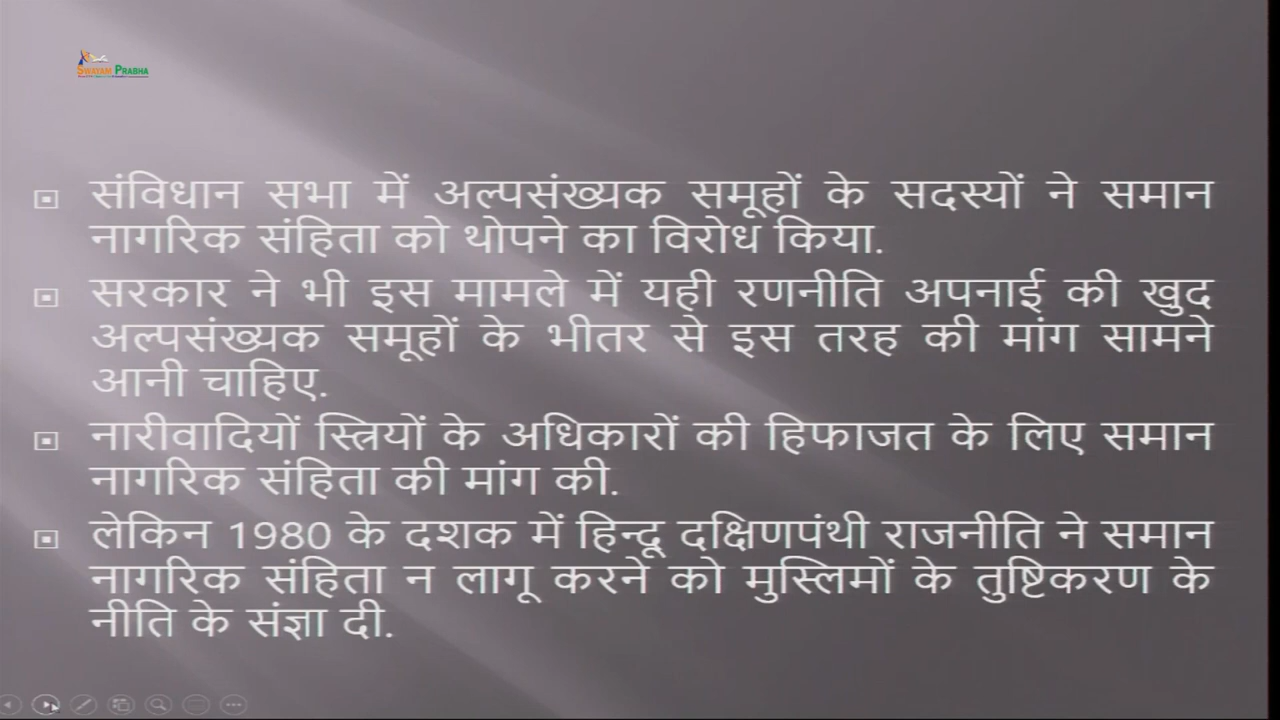 SWAYAM PRABHA
संविधान सभा में अल्पसंख्यक समूहों के सदस्यों ने समान
नागरिक संहिता को थोपने का विरोध किया.
सरकार ने भी इस मामले में यही रणनीति अपनाई की खुद
अल्पसंख्यक समूहों के भीतर से इस तरह की मांग सामने
आनी चाहिए.
नारीवादियों स्त्रियों के अधिकारों की हिफाजत के लिए समान
नागरिक संहिता की मांग की.
लेकिन 1980 के दशक में हिन्दू दक्षिणपंथी राजनीति ने समान
नागरिक संहिता न लागू करने को मुस्लिमों के तुष्टिकरण के
नीति के संज्ञा दी.